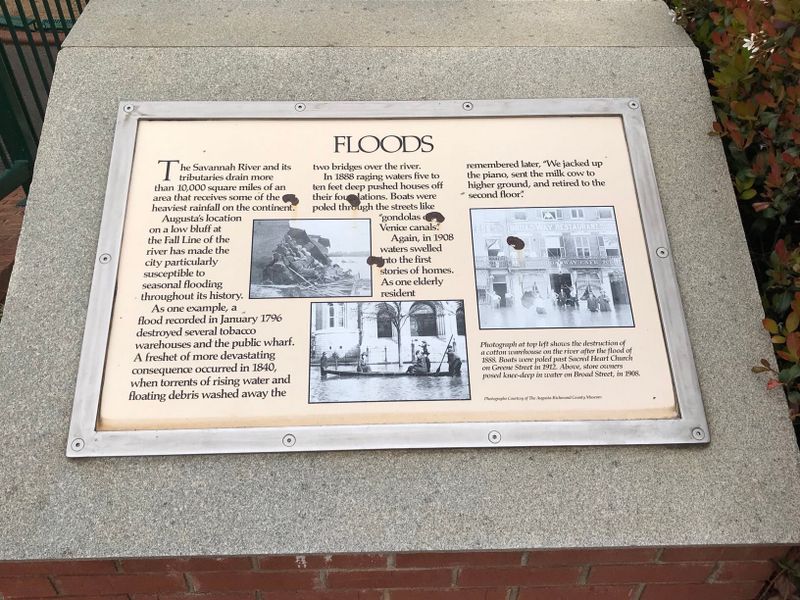 FLOODS
The Savannah River and its
tributaries drain more
than 10,000 square miles of an
area that receives some of the
heaviest rainfall on the continent.
Augusta's location
on a low bluff at
the Fall Line of the
river has made the
city particularly
susceptible to
seasonal flooding
throughout its history.
As one example, a
flood recorded in January 1796
destroyed several tobacco
warehouses and the public wharf.
A freshet of more devastating
consequence occurred in 1840,
when torrents of rising water and
floating debris washed away the
two bridges over the river.
In 1888 raging waters five to
ten feet deep pushed houses off
their foundations. Boats were
poled through the streets like
"gondolas
Venice canals."
Again, in 1908
waters swelled
into the first
stories of homes.
As one elderly
resident
remembered later, "We jacked up
the piano, sent the milk cow to
higher ground, and retired to the
second floor."
Photograph at top left shows the destruction of
a cotton warehouse on the river after the flood of
1888. Boats were poled past Sacred Heart Church
on Greene Street in 1912. Above, store owners
posed knee-deep in water on Broad Street, in 1908.
Photographs Courtesy of The Augusta Richmond County Museum